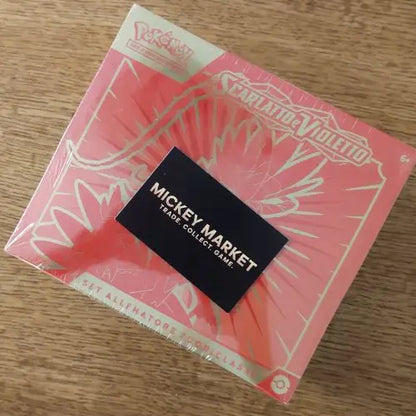 Pokémon
Scarlatto e Violetto
6+
MICKEY MARKET
TRADE. COLLECT. GAME.
SET ALLENATORE FUORICLASSE